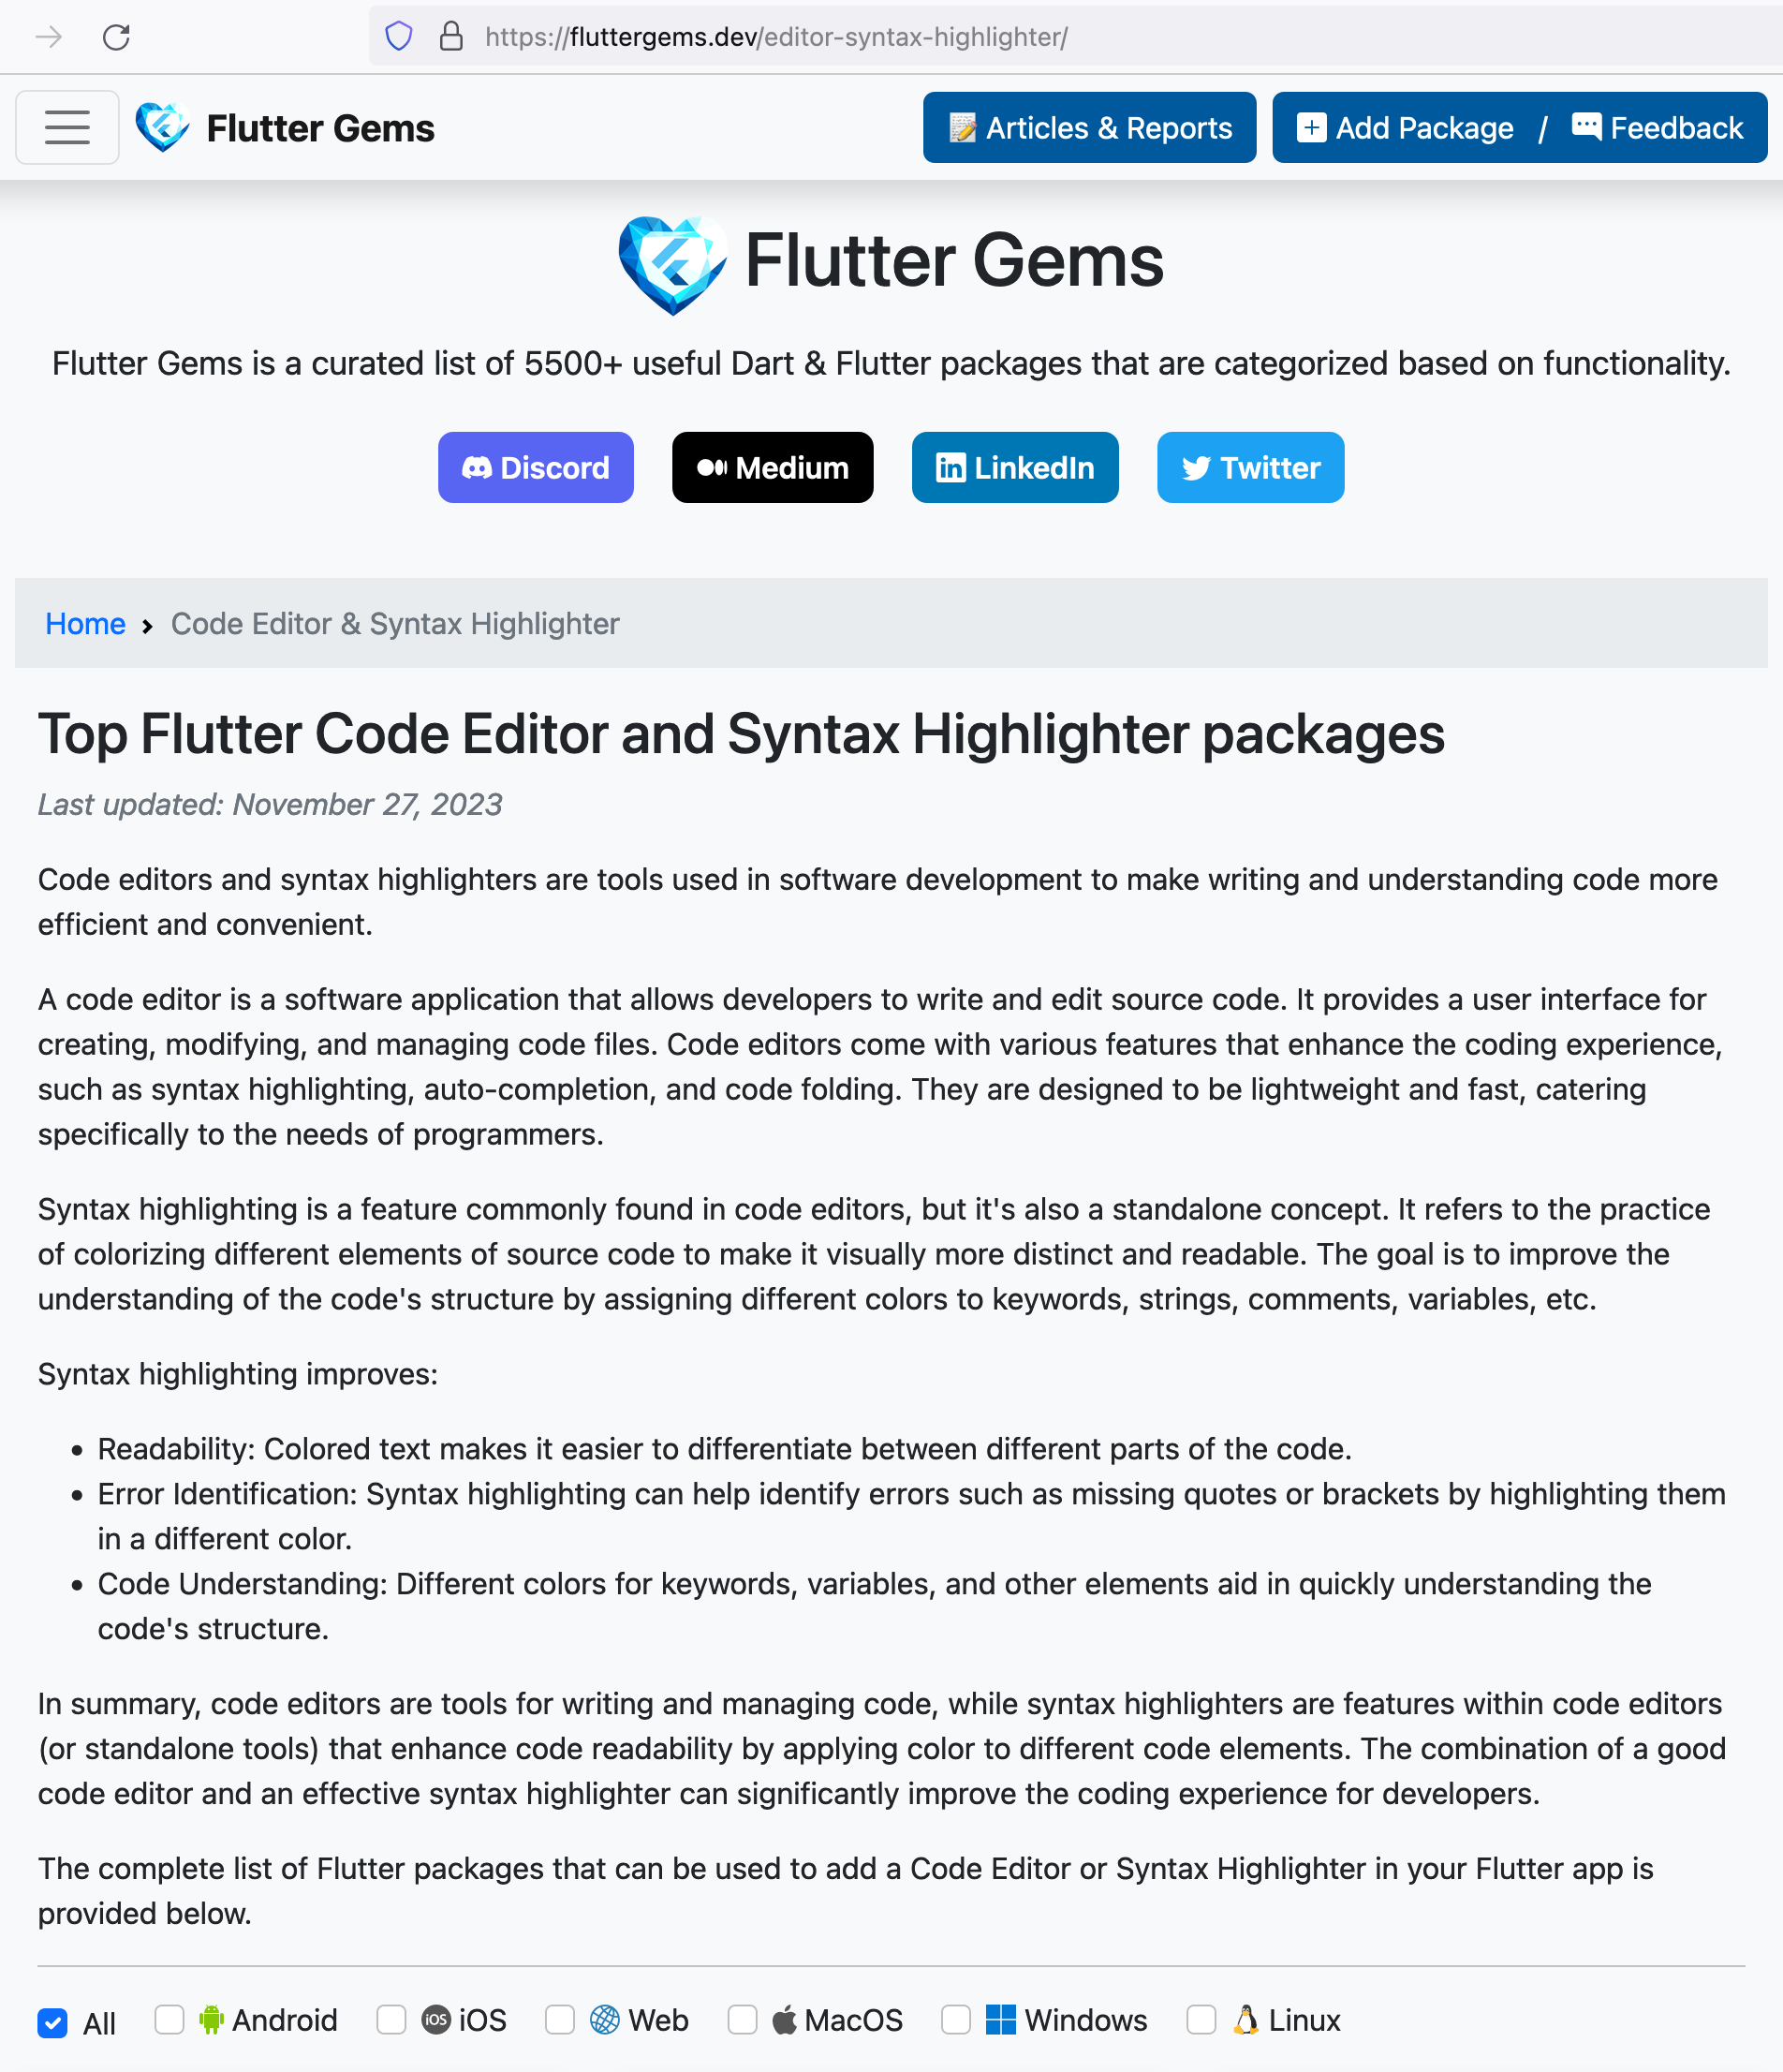 https://fluttergems.dev/editor-syntax-highlighter/
Flutter Gems
Articles & Reports
Add Package / Feedback
Flutter Gems
Flutter Gems is a curated list of 5500+ useful Dart & Flutter packages that are categorized based on functionality.
Discord
Medium
LinkedIn
Twitter
Home › Code Editor & Syntax Highlighter
Top Flutter Code Editor and Syntax Highlighter packages
Last updated: November 27, 2023
Code editors and syntax highlighters are tools used in software development to make writing and understanding code more
efficient and convenient.
A code editor is a software application that allows developers to write and edit source code. It provides a user interface for
creating, modifying, and managing code files. Code editors come with various features that enhance the coding experience,
such as syntax highlighting, auto-completion, and code folding. They are designed to be lightweight and fast, catering
specifically to the needs of programmers.
Syntax highlighting is a feature commonly found in code editors, but it's also a standalone concept. It refers to the practice
of colorizing different elements of source code to make it visually more distinct and readable. The goal is to improve the
understanding of the code's structure by assigning different colors to keywords, strings, comments, variables, etc.
Syntax highlighting improves:
• Readability: Colored text makes it easier to differentiate between different parts of the code.
• Error Identification: Syntax highlighting can help identify errors such as missing quotes or brackets by highlighting them
in a different color.
• Code Understanding: Different colors for keywords, variables, and other elements aid in quickly understanding the
code's structure.
In summary, code editors are tools for writing and managing code, while syntax highlighters are features within code editors
(or standalone tools) that enhance code readability by applying color to different code elements. The combination of a good
code editor and an effective syntax highlighter can significantly improve the coding experience for developers.
The complete list of Flutter packages that can be used to add a Code Editor or Syntax Highlighter in your Flutter app is
provided below.
All Android iOS iOS Web MacOS Windows Linux